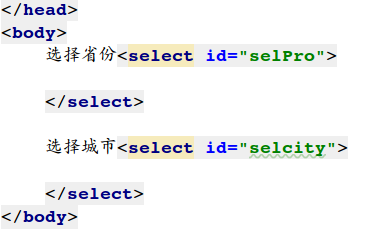 </head>
<body>
选择省份<select id="selPro">
</select>
选择城市<select id="selcity">
</select>
</body>